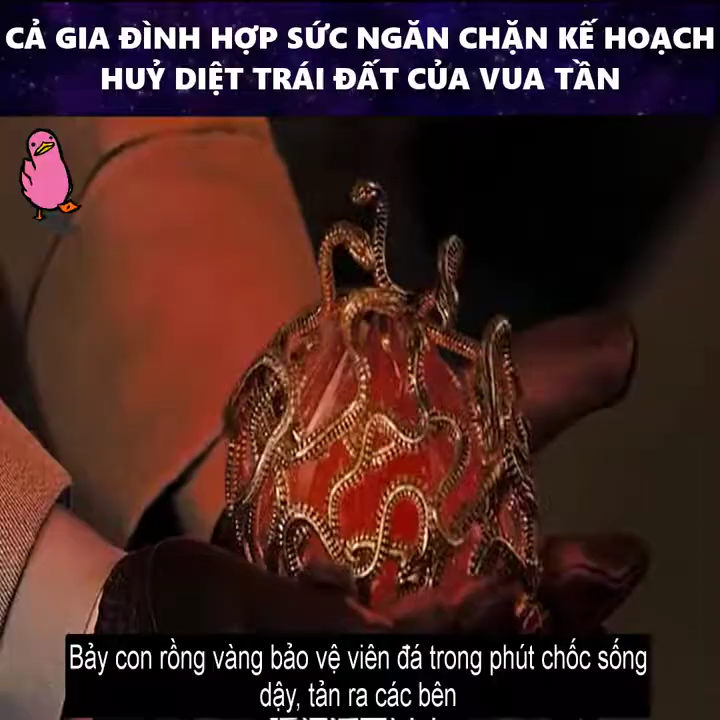 CẢ GIA ĐÌNH HỢP SỨC NGĂN CHẶN KẾ HOẠCH
HUỶ DIỆT TRÁI ĐẤT CỦA VUA TẦN
Bảy con rồng vàng bảo vệ viên đá trong phút chốc sống
dậy, tản ra các bên